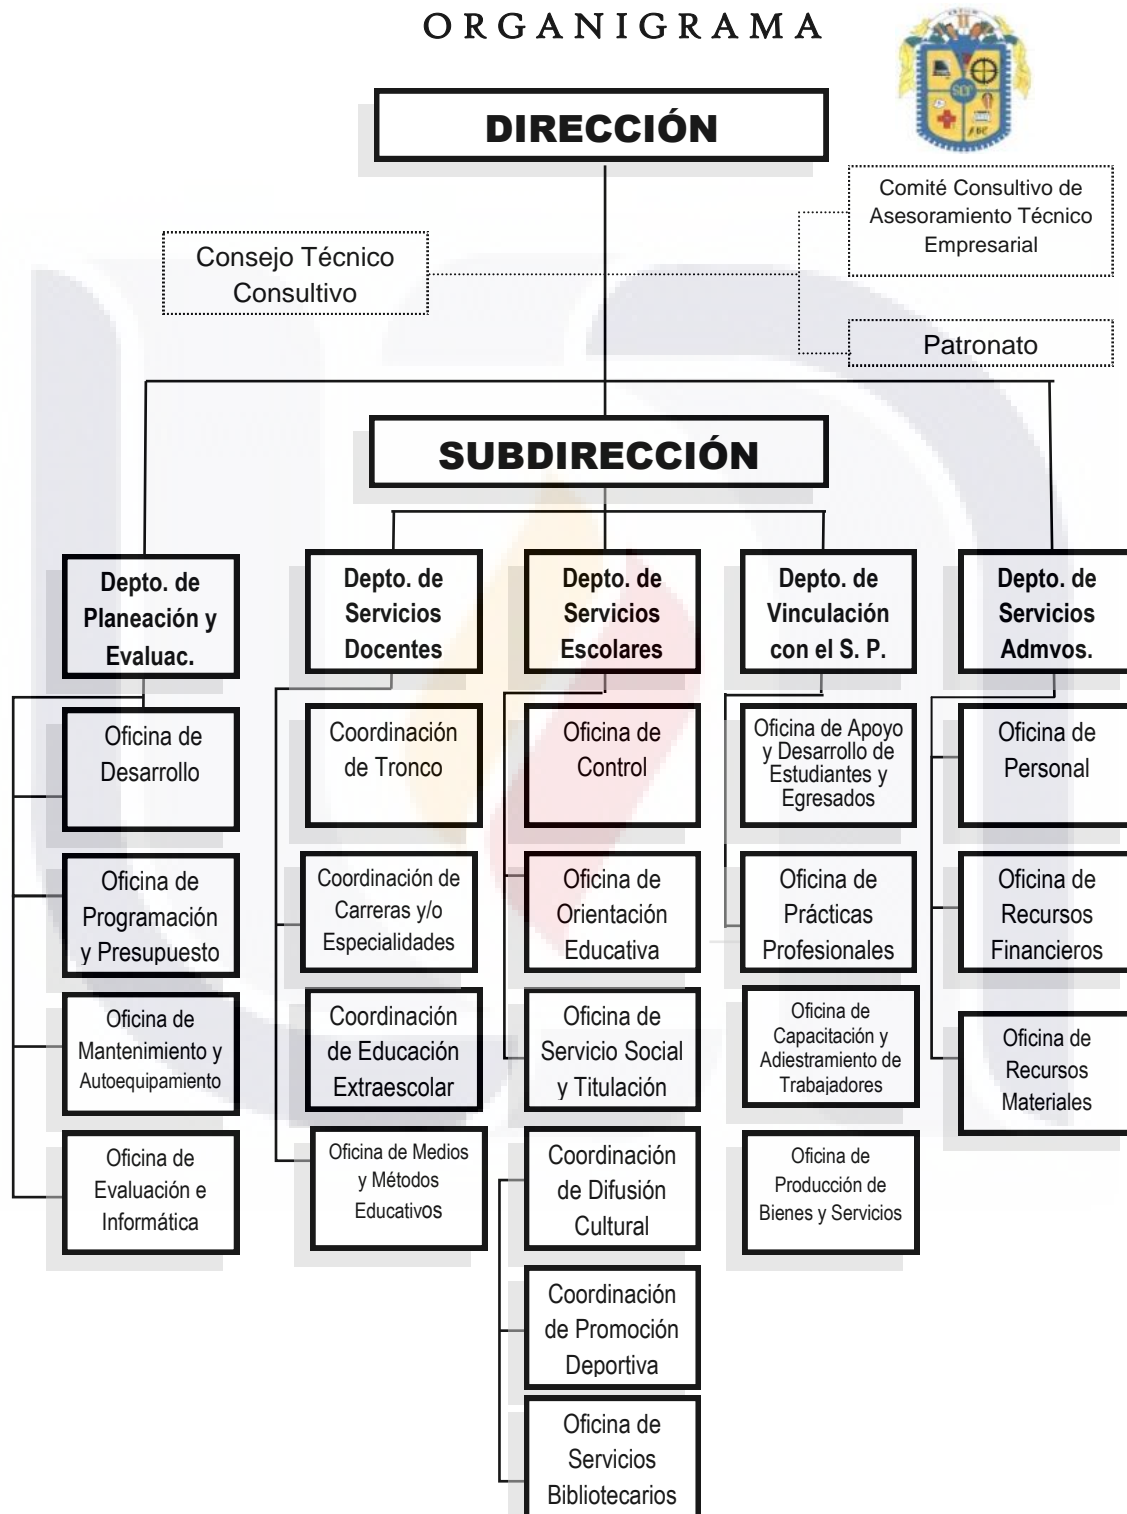 ORGANIGRAMA
SEP
ABC
DIRECCIÓN
Comité Consultivo de
Asesoramiento Técnico
Empresarial
Consejo Técnico
Consultivo
Patronato
SUBDIRECCIÓN
Depto. de
Planeación y
Evaluac.
Depto. de
Servicios
Docentes
Depto. de
Servicios
Escolares
Depto. de
Vinculación
con el S. P.
Depto. de
Servicios
Admvos.
Oficina de
Desarrollo
Coordinación
de Tronco
Oficina de
Control
Oficina de Apoyo
y Desarrollo de
Estudiantes y
Egresados
Oficina de
Personal
Oficina de
Programación
y Presupuesto
Coordinación de
Carreras y/o
Especialidades
Oficina de
Orientación
Educativa
Oficina de
Prácticas
Profesionales
Oficina de
Recursos
Financieros
Oficina de
Mantenimiento y
Autoequipamiento
Coordinación
de Educación
Extraescolar
Oficina de
Servicio Social
y Titulación
Oficina de
Capacitación y
Adiestramiento de
Trabajadores
Oficina de
Recursos
Materiales
Oficina de
Evaluación e
Informática
Oficina de Medios
y Métodos
Educativos
Coordinación
de Difusión
Cultural
Oficina de
Producción de
Bienes y Servicios
Coordinación
de Promoción
Deportiva
Oficina de
Servicios
Bibliotecarios